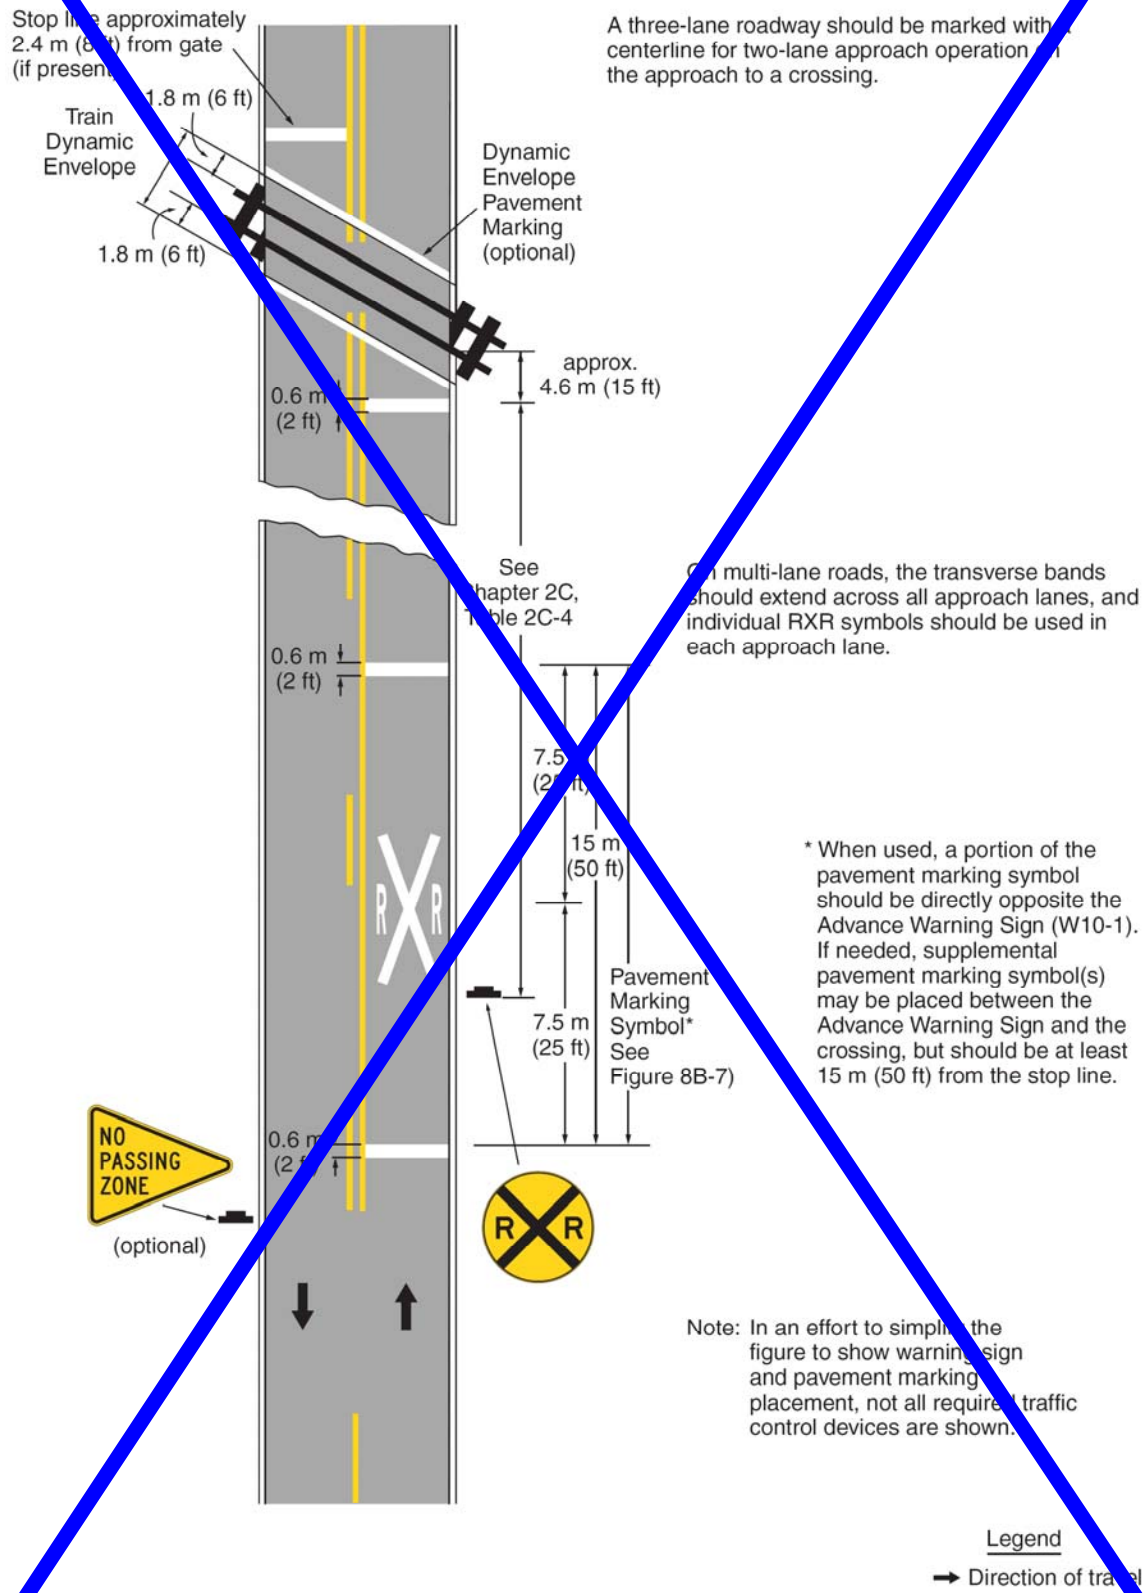 Stop line approximately
2.4 m (8 ft) from gate
(if present)
1.8 m (6 ft)
Train
Dynamic
Envelope
1.8 m (6 ft)
A three-lane roadway should be marked with a
centerline for two-lane approach operation on
the approach to a crossing.
Dynamic
Envelope
Pavement
Marking
(optional)
approx.
4.6 m (15 ft)
0.6 m
(2 ft)
See
Chapter 2C,
Table 2C-4
On multi-lane roads, the transverse bands
should extend across all approach lanes, and
individual RXR symbols should be used in
each approach lane.
0.6 m
(2 ft)
7.5
(25 ft)
15 m
(50 ft)
R R
* When used, a portion of the
pavement marking symbol
should be directly opposite the
Advance Warning Sign (W10-1).
If needed, supplemental
pavement marking symbol(s)
may be placed between the
Advance Warning Sign and the
crossing, but should be at least
15 m (50 ft) from the stop line.
7.5 m
(25 ft)
Pavement
Marking
Symbol*
See
Figure 8B-7)
NO
PASSING
ZONE
(optional)
0.6 m
(2 ft)
R R
Note: In an effort to simplify the
figure to show warning sign
and pavement marking
placement, not all required traffic
control devices are shown.
Legend
Direction of travel